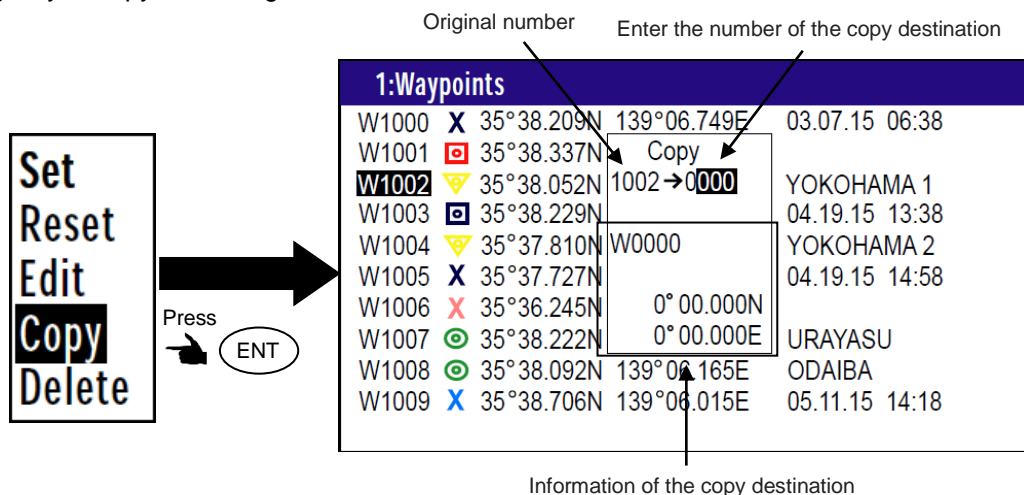 Original number
Enter the number of the copy destination
Set
Reset
Edit
Copy
Delete
Press
ENT
1:Waypoints
W1000 X 35°38.209N 139°06.749E 03.07.15 06:38
W1001 35°38.337N
W1002 35°38.052N YOKOHAMA 1
W1003 35°38.229N 04.19.15 13:38
W1004 35°37.810N YOKOHAMA 2
W1005 X 35°37.727N 04.19.15 14:58
W1006 X 35°36.245N
W1007 35°38.222N URAYASU
W1008 35°38.092N 139°06.165E ODAIBA
W1009 X 35°38.706N 139°06.015E 05.11.15 14:18
Copy
1002→0000
W0000
0°00.000N
0°00.000E
Information of the copy destination